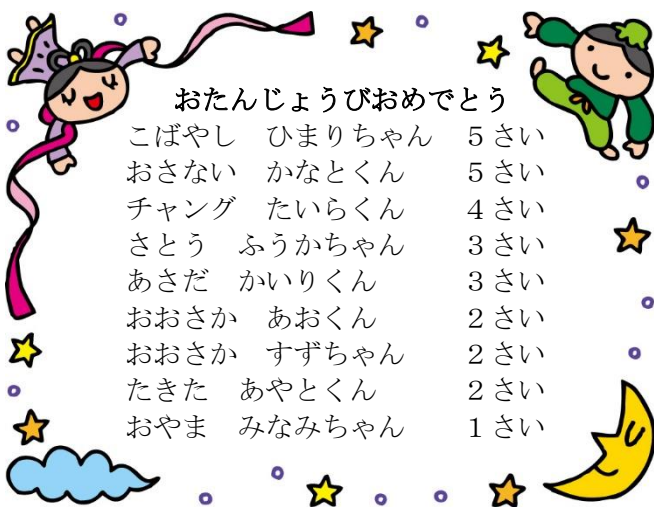 おたんじょうびおめでとう
こばやし　ひまりちゃん　５さい
おさない　かなとくん　　５さい
チャング　たいらくん　　４さい
さとう　ふうかちゃん　　３さい
あさだ　かいりくん　　　３さい
おおさか　あおくん　　　２さい
おおさか　すずちゃん　　２さい
たきた　あやとくん　　　２さい
おやま　みなみちゃん　　１さい